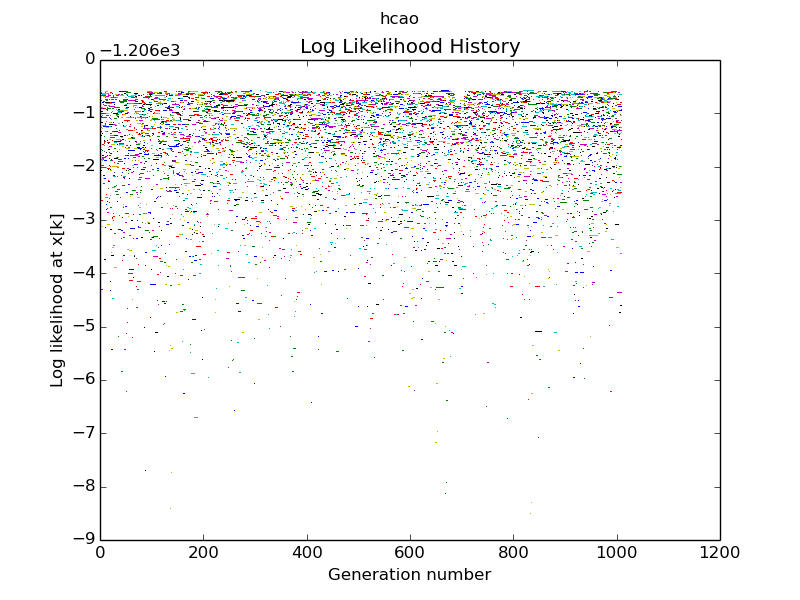 hcao
Log Likelihood History
−1.206e3
0
−1
−2
−3
−4
−5
−6
−7
−8
−9
Log likelihood at x[k]
0 200 400 600 800 1000 1200
Generation number